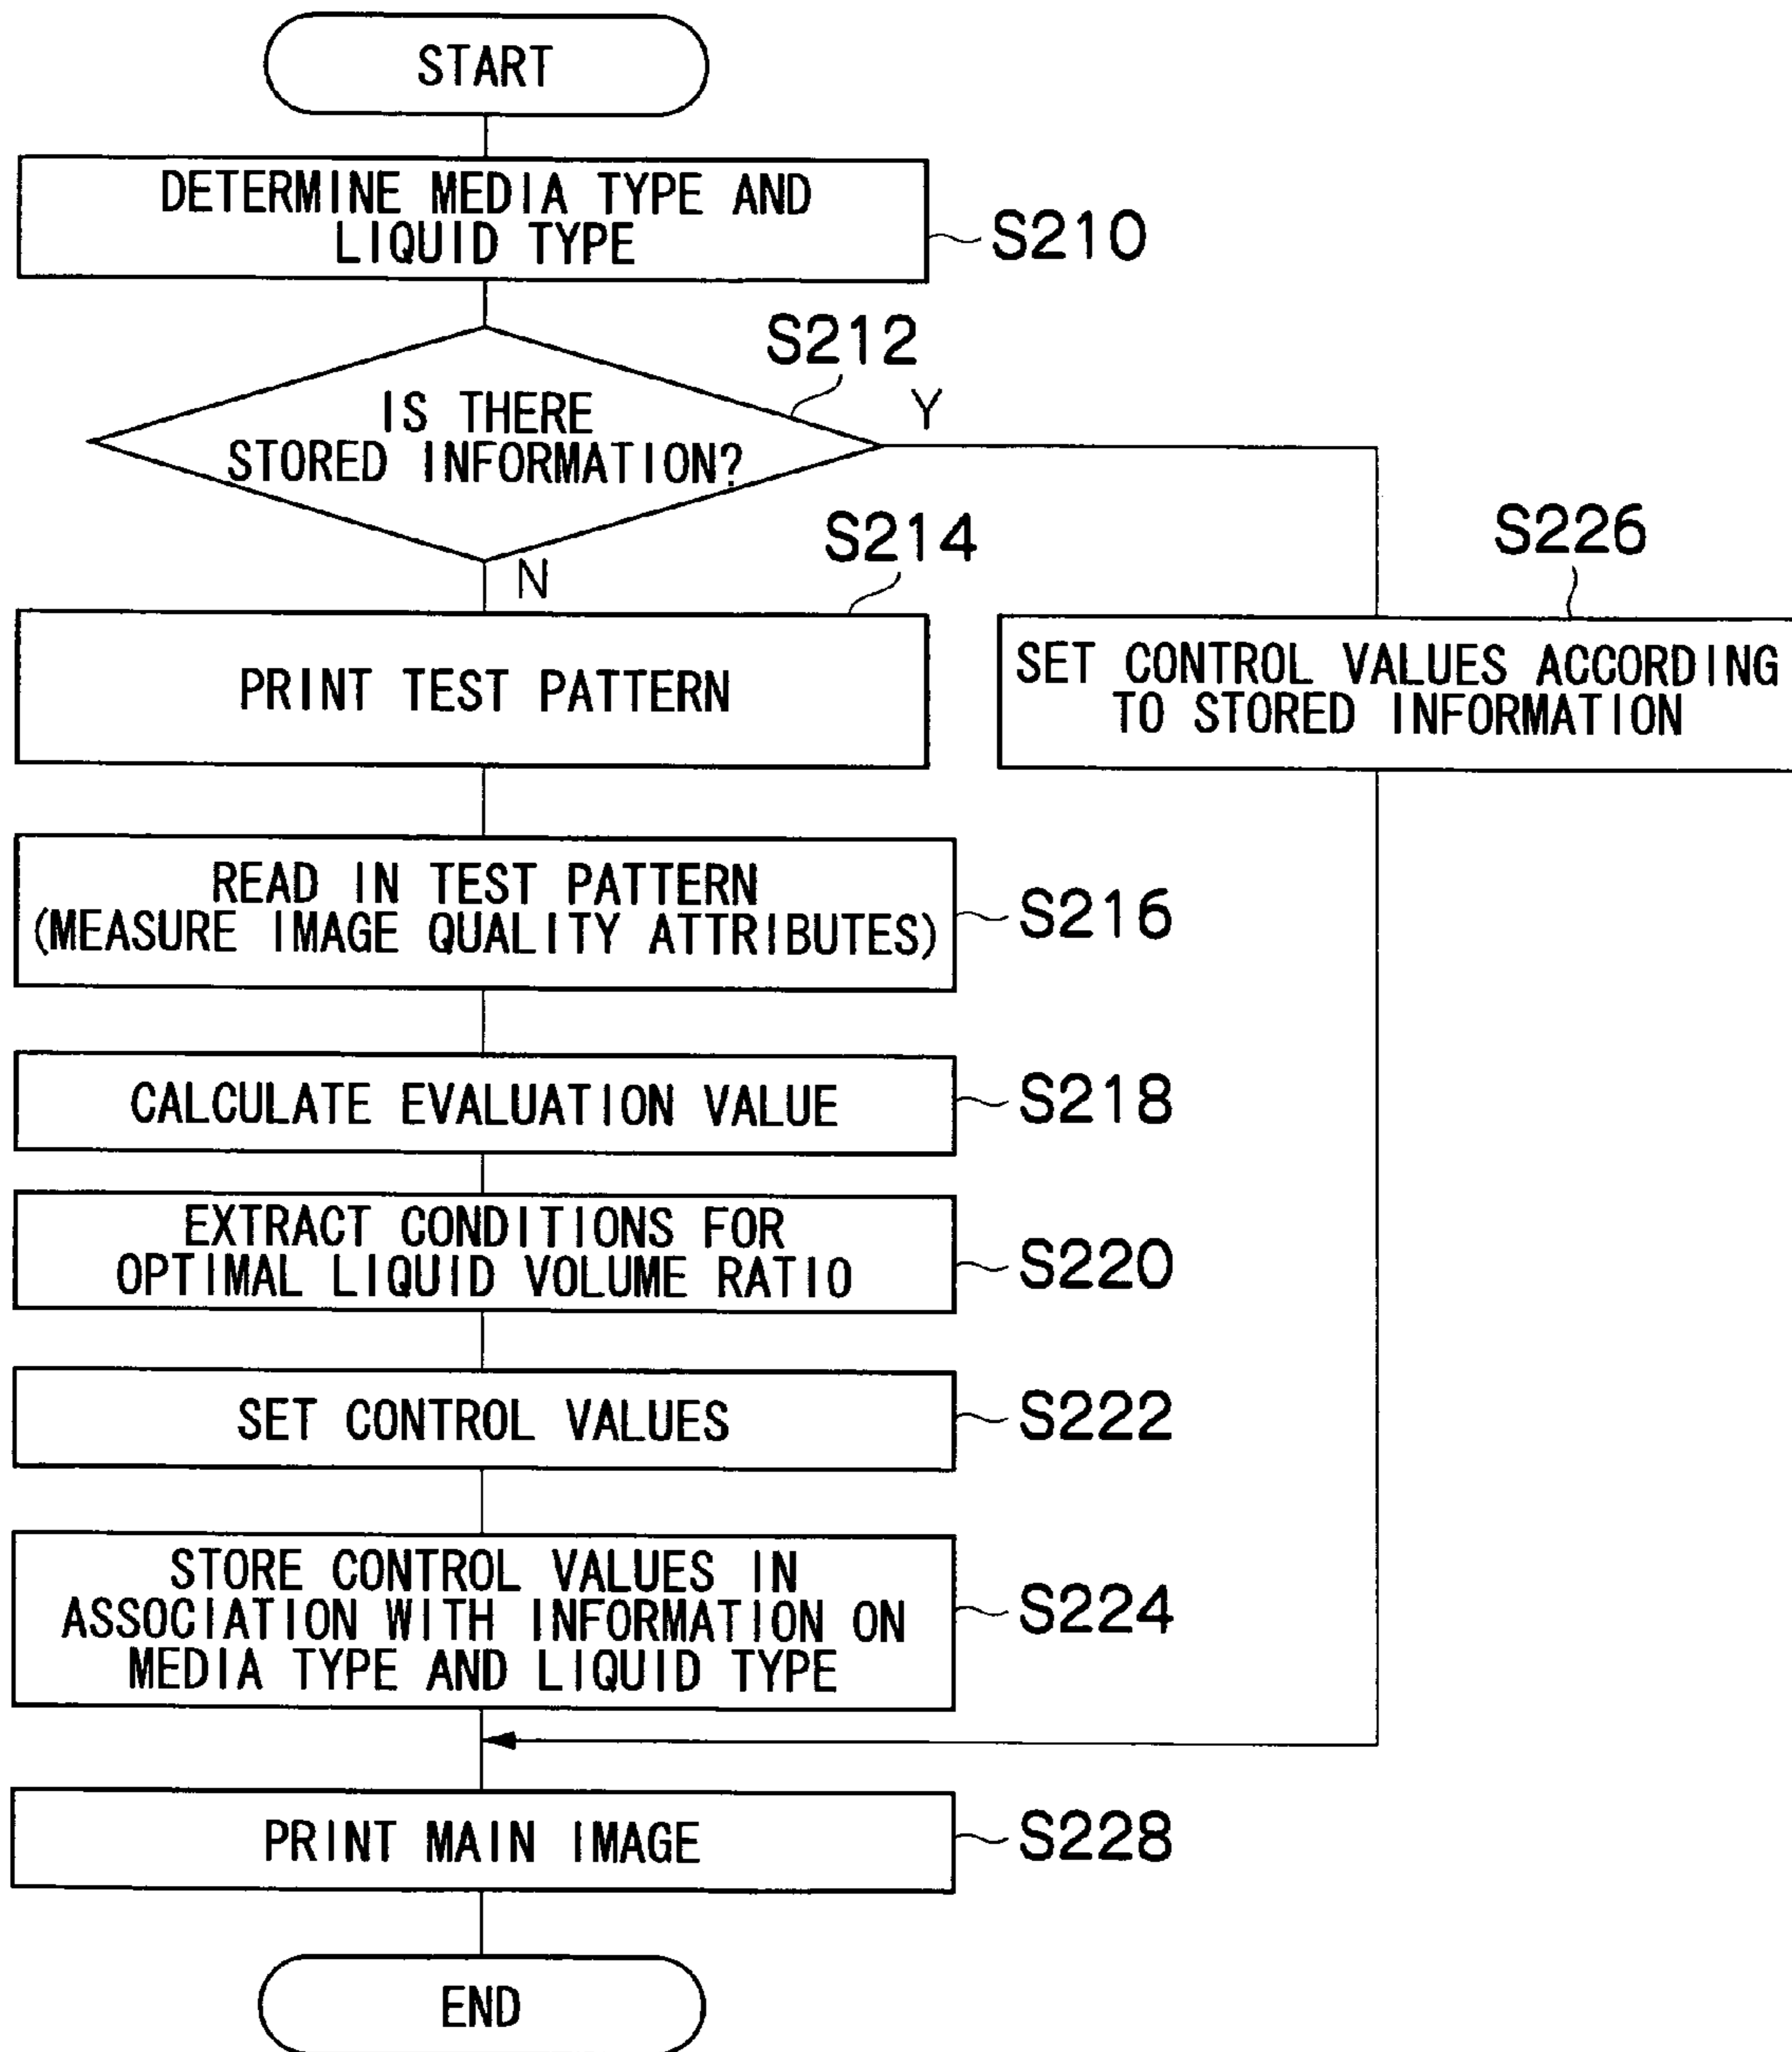 START
DETERMINE MEDIA TYPE AND
LIQUID TYPE
S210
S212
IS THERE
STORED INFORMATION?
Y
N
S214
PRINT TEST PATTERN
S226
SET CONTROL VALUES ACCORDING
TO STORED INFORMATION
READ IN TEST PATTERN
(MEASURE IMAGE QUALITY ATTRIBUTES)
S216
CALCULATE EVALUATION VALUE
S218
EXTRACT CONDITIONS FOR
OPTIMAL LIQUID VOLUME RATIO
S220
SET CONTROL VALUES
S222
STORE CONTROL VALUES IN
ASSOCIATION WITH INFORMATION ON
MEDIA TYPE AND LIQUID TYPE
S224
PRINT MAIN IMAGE
S228
END